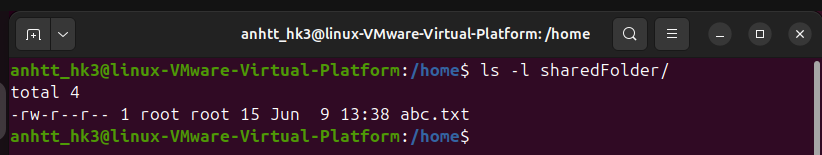 anhtt_hk3@linux-VMware-Virtual-Platform: /home
anhtt_hk3@linux-VMware-Virtual-Platform:/home$ ls -l sharedFolder/
total 4
-rw-r--r-- 1 root root 15 Jun  9 13:38 abc.txt
anhtt_hk3@linux-VMware-Virtual-Platform:/home$